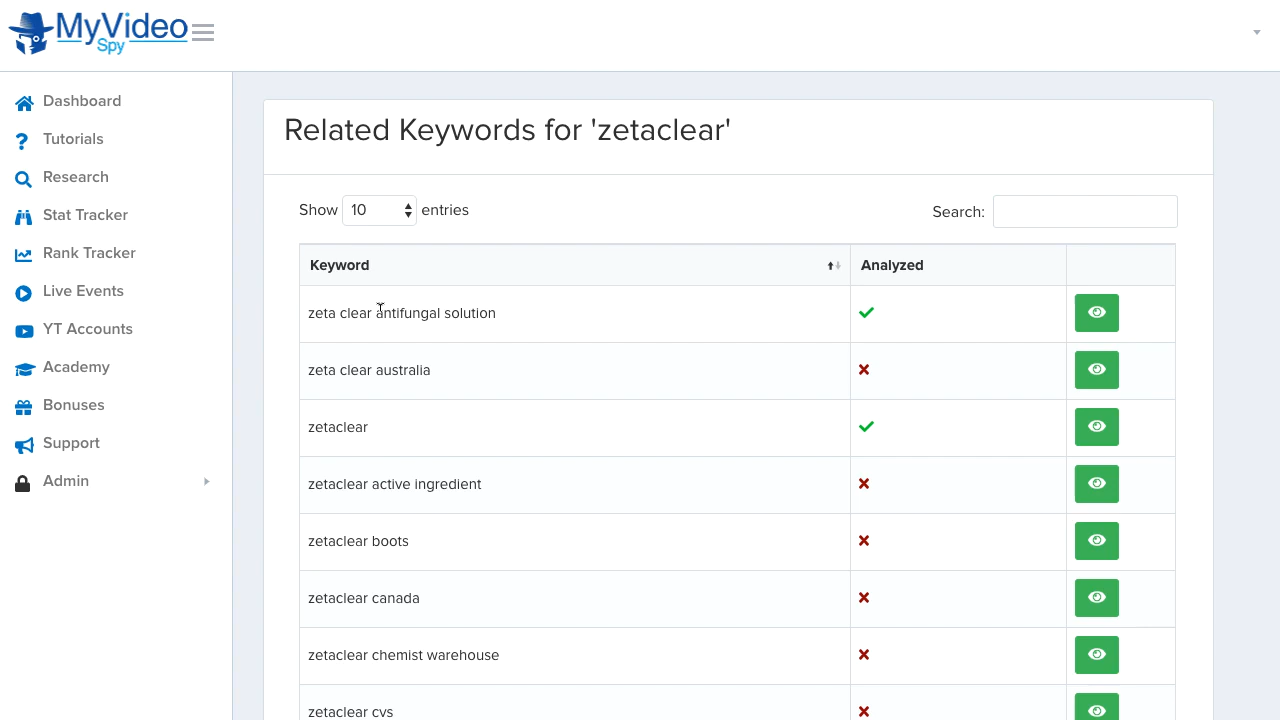 MyVideo
Spy
Dashboard
Tutorials
Research
Stat Tracker
Rank Tracker
Live Events
YT Accounts
Academy
Bonuses
Support
Admin
Related Keywords for 'zetaclear'
Show 10 entries
Search:
Keyword Analyzed
zeta clear antifungal solution
zeta clear australia
zetaclear
zetaclear active ingredient
zetaclear boots
zetaclear canada
zetaclear chemist warehouse
zetaclear cvs